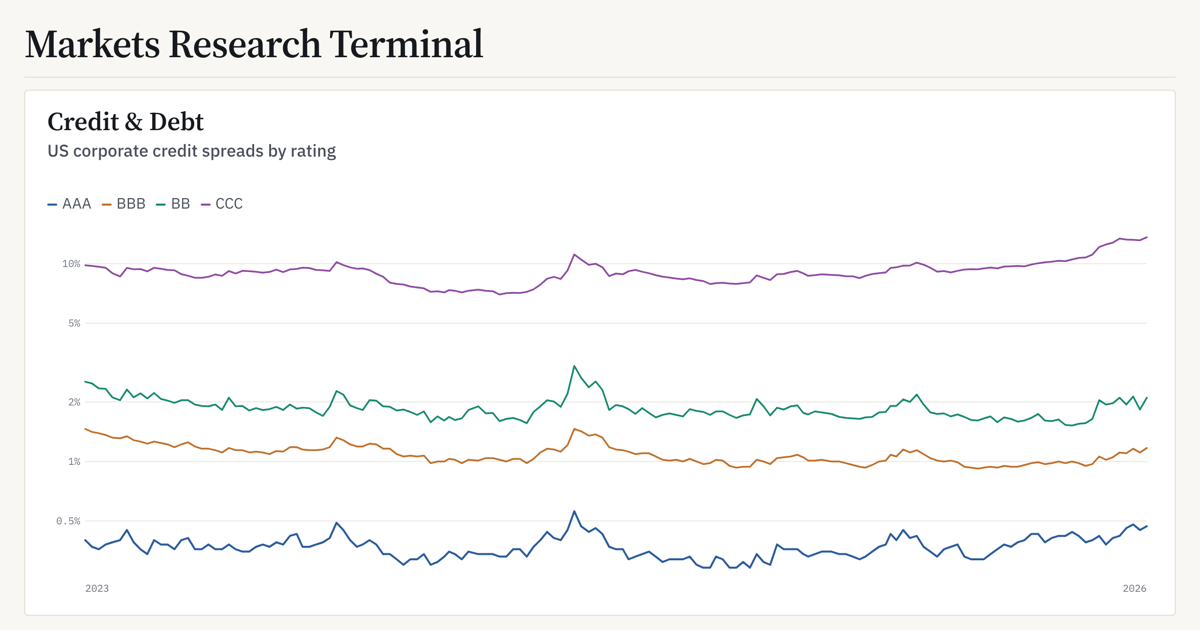 Markets Research Terminal
Credit & Debt
US corporate credit spreads by rating
AAA BBB BB CCC
10%
5%
2%
1%
0.5%
2023 2026